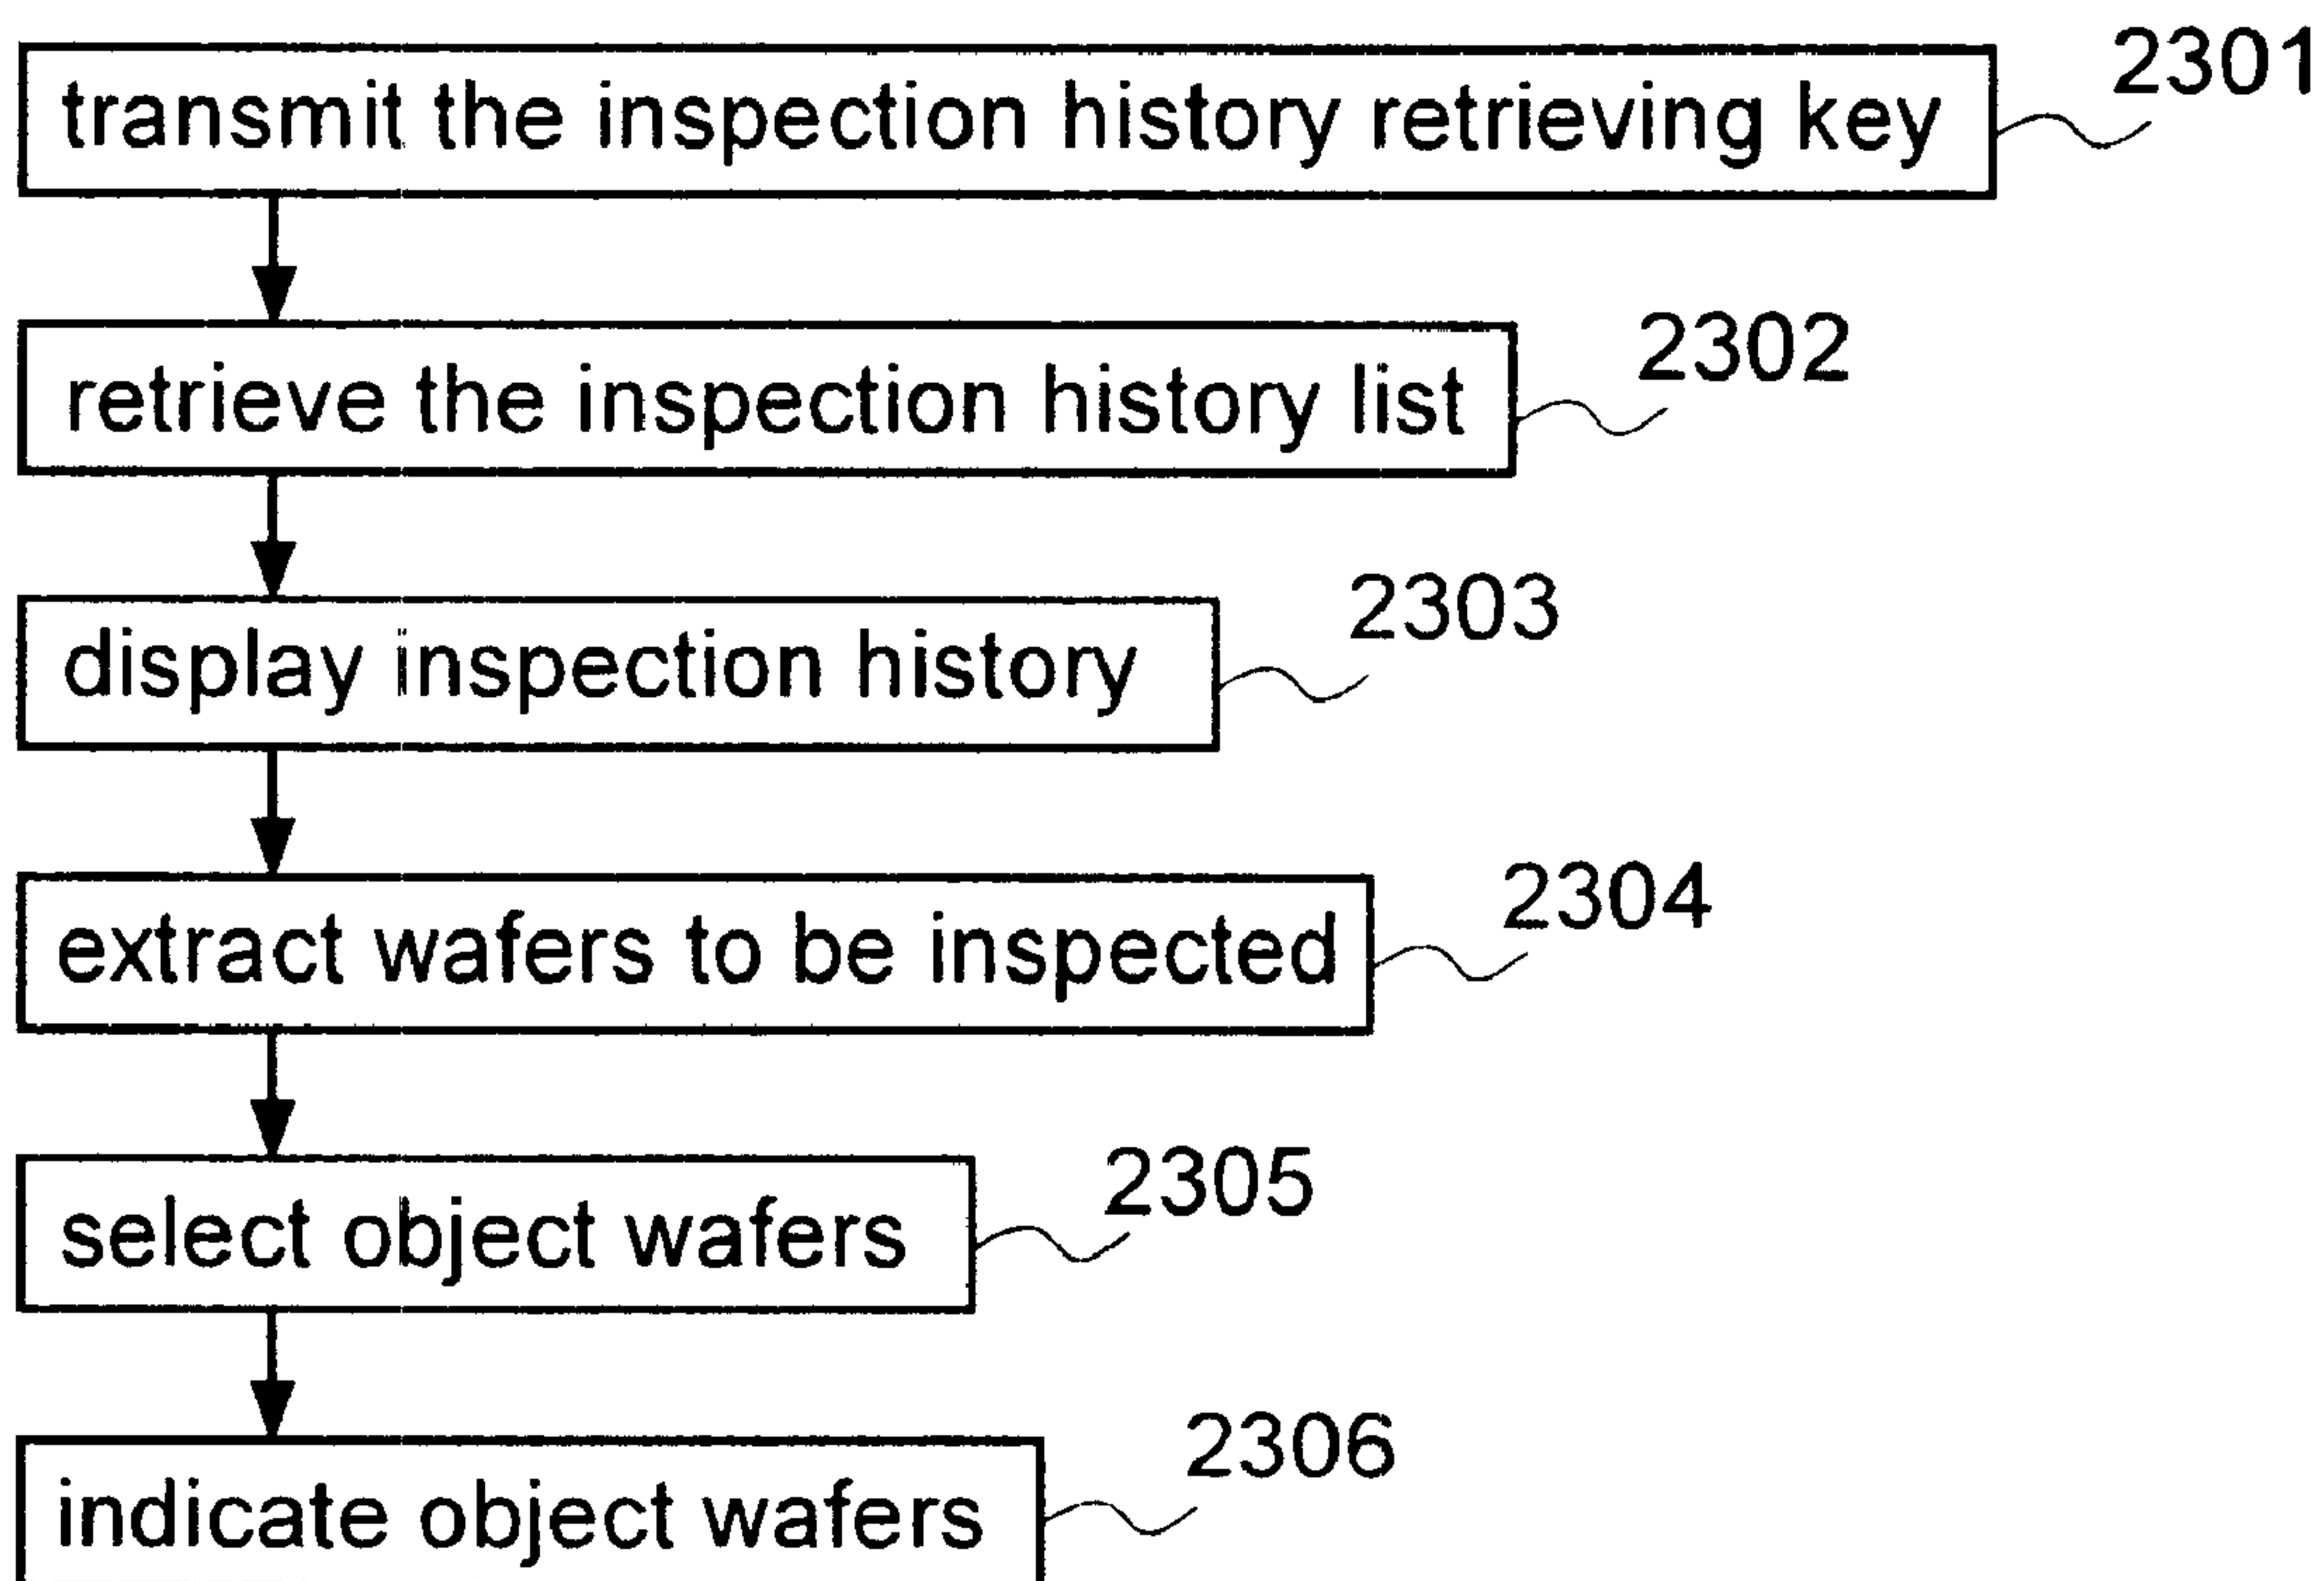 2301
transmit the inspection history retrieving key
2302
retrieve the inspection history list
2303
display inspection history
2304
extract wafers to be inspected
2305
select object wafers
2306
indicate object wafers